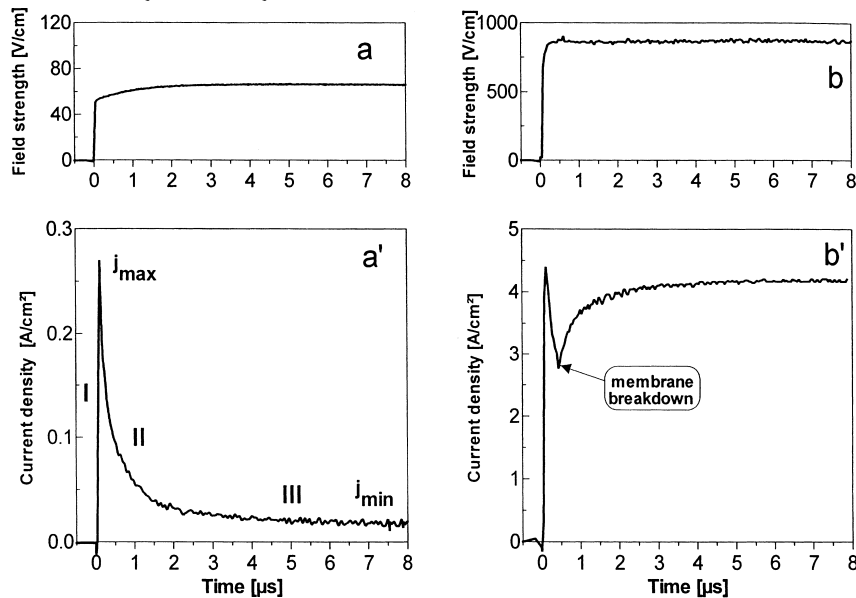 120
80
40
0
Field strength [V/cm]
a
0 1 2 3 4 5 6 7 8
1000
750
500
250
0
Field strength [V/cm]
b
0 1 2 3 4 5 6 7 8
0.3
0.2
0.1
0.0
Current density [A/cm²]
jmax
a'
I
II
III
jmin
0 1 2 3 4 5 6 7 8
Time [µs]
5
4
3
2
1
0
Current density [A/cm²]
b'
membrane
breakdown
0 1 2 3 4 5 6 7 8
Time [µs]